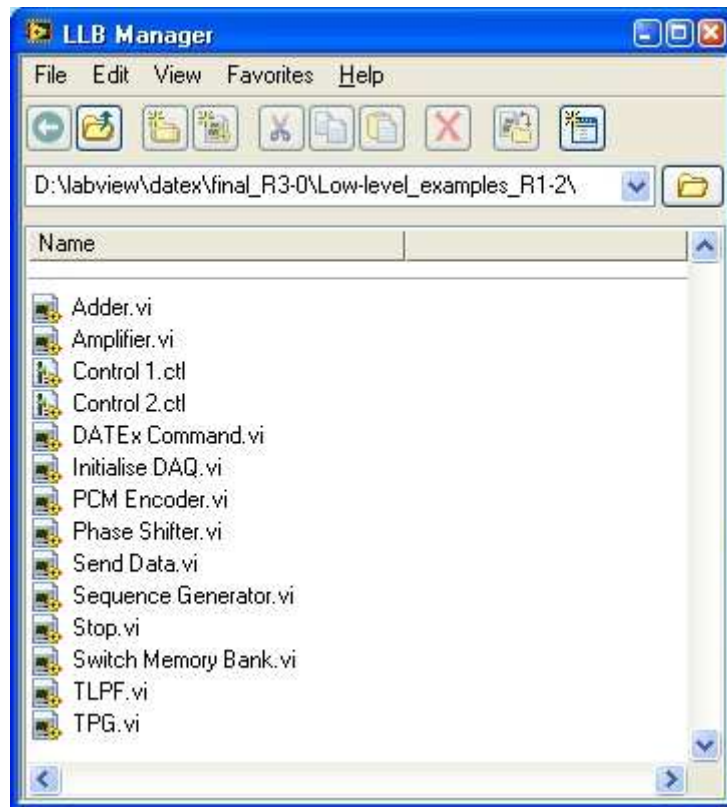 LLB Manager
File Edit View Favorites Help
D:\labview\datex\final_R3-0\Low-level_examples_R1-2\
Name
Adder.vi
Amplifier.vi
Control 1.ctl
Control 2.ctl
DATEx Command.vi
Initialise DAQ.vi
PCM Encoder.vi
Phase Shifter.vi
Send Data.vi
Sequence Generator.vi
Stop.vi
Switch Memory Bank.vi
TLPF.vi
TPG.vi